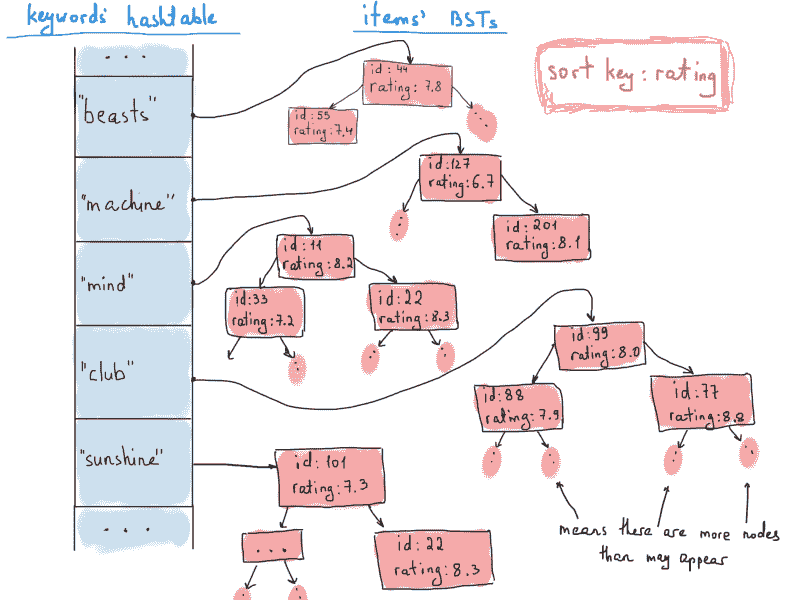 keywords' hashtable
items' BSTs
sort key: rating
...
"beasts"
"machine"
"mind"
"club"
"sunshine"
...
id: 44
rating: 7.8
id: 55
rating: 7.4
...
id:127
rating:6.7
...
id: 201
rating: 8.1
id: 11
rating: 8.2
id:33
rating: 7.2
...
id:22
rating: 8.3
...
...
id:99
rating: 8.0
id:88
rating: 7.9
...
...
id:77
rating: 8.8
...
...
id: 101
rating: 7.3
...
id: 22
rating: 8.3
means there are more nodes
than may appear